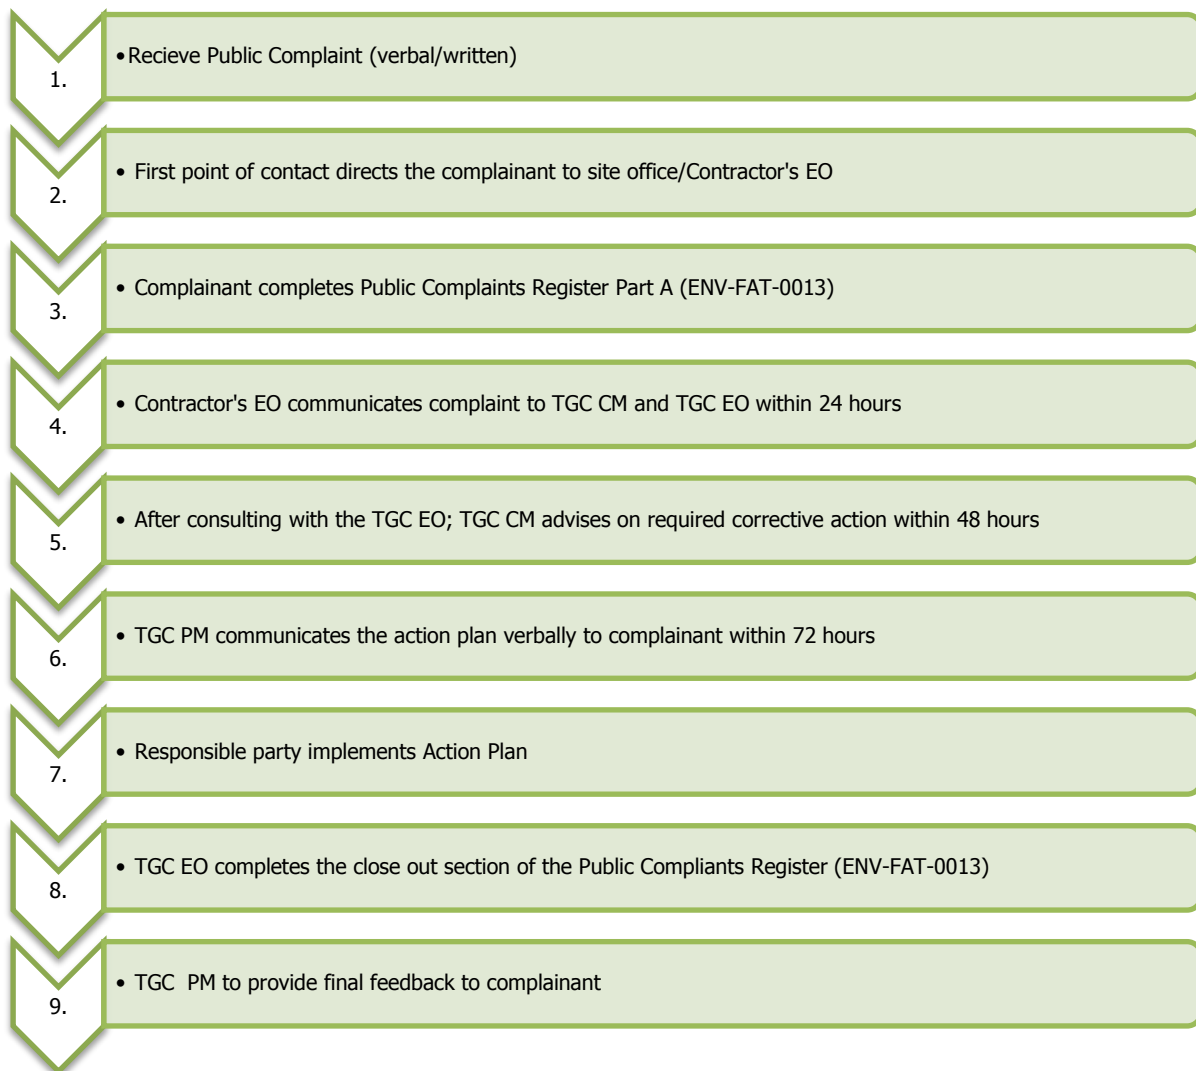 1.
•Recieve Public Complaint (verbal/written)
2.
• First point of contact directs the complainant to site office/Contractor's EO
3.
• Complainant completes Public Complaints Register Part A (ENV-FAT-0013)
4.
• Contractor's EO communicates complaint to TGC CM and TGC EO within 24 hours
5.
• After consulting with the TGC EO; TGC CM advises on required corrective action within 48 hours
6.
• TGC PM communicates the action plan verbally to complainant within 72 hours
7.
• Responsible party implements Action Plan
8.
• TGC EO completes the close out section of the Public Compliants Register (ENV-FAT-0013)
9.
• TGC  PM to provide final feedback to complainant